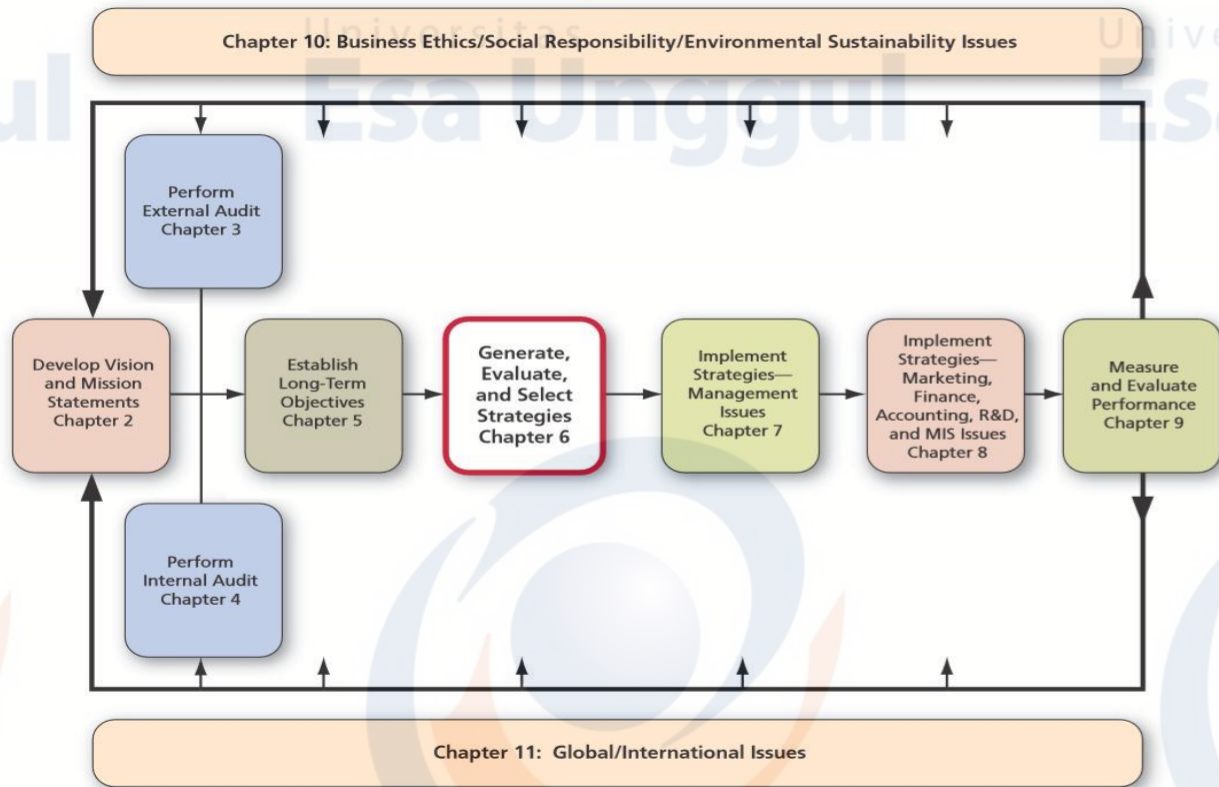 Universitas
Esa Unggul
Chapter 10: Business Ethics/Social Responsibility/Environmental Sustainability Issues
Perform
External Audit
Chapter 3
Develop Vision
and Mission
Statements
Chapter 2
Establish
Long-Term
Objectives
Chapter 5
Generate,
Evaluate,
and Select
Strategies
Chapter 6
Implement
Strategies—
Management
Issues
Chapter 7
Implement
Strategies—
Marketing,
Finance,
Accounting, R&D,
and MIS Issues
Chapter 8
Measure
and Evaluate
Performance
Chapter 9
Perform
Internal Audit
Chapter 4
Chapter 11: Global/International Issues